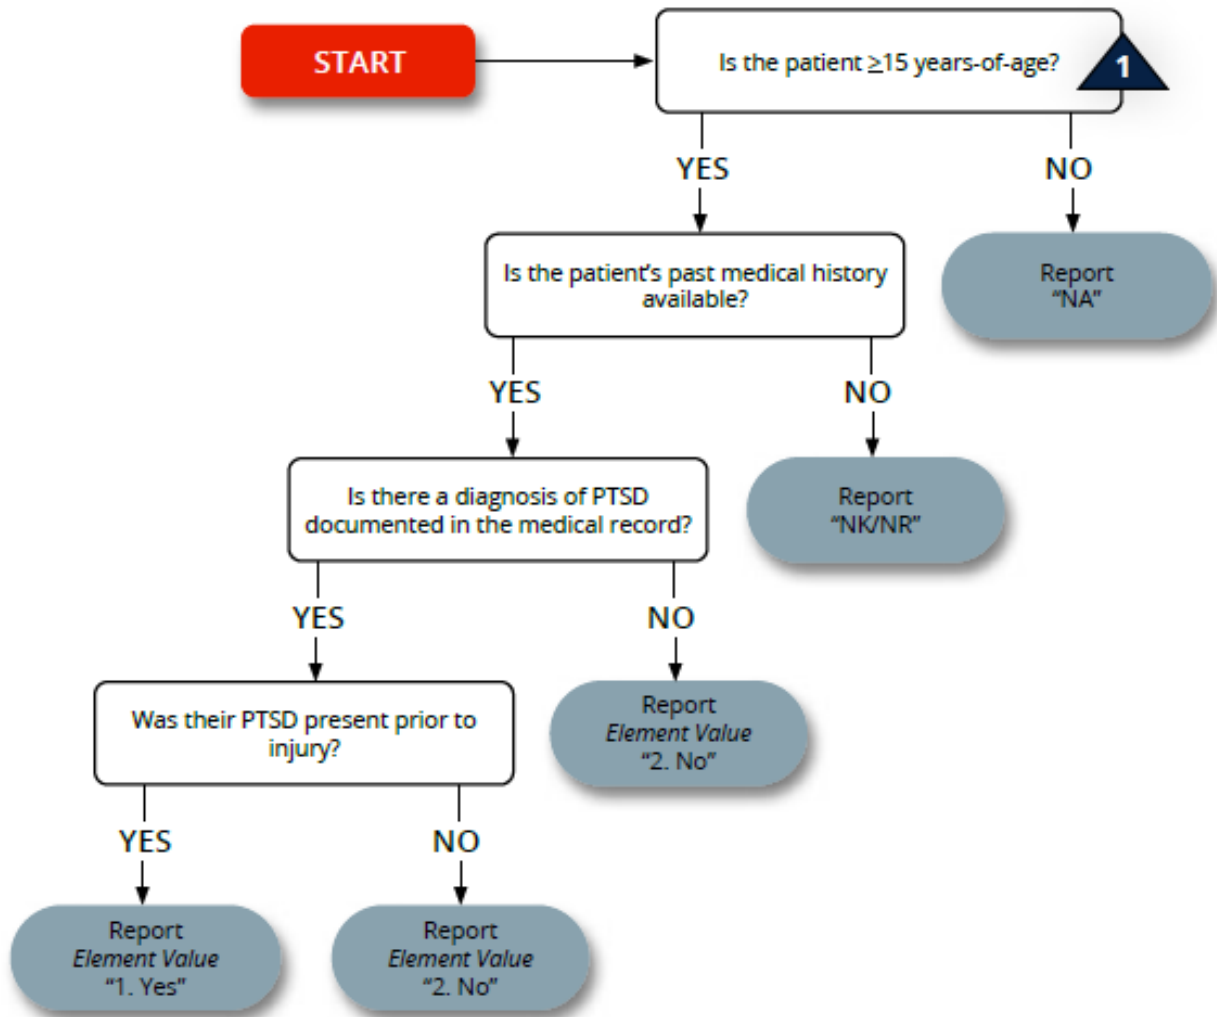 START
Is the patient ≥15 years-of-age?
1
YES
NO
Is the patient’s past medical history
available?
Report
“NA”
YES
NO
Is there a diagnosis of PTSD
documented in the medical record?
Report
“NK/NR”
YES
NO
Was their PTSD present prior to
injury?
Report
Element Value
“2. No”
YES
NO
Report
Element Value
“1. Yes”
Report
Element Value
“2. No”